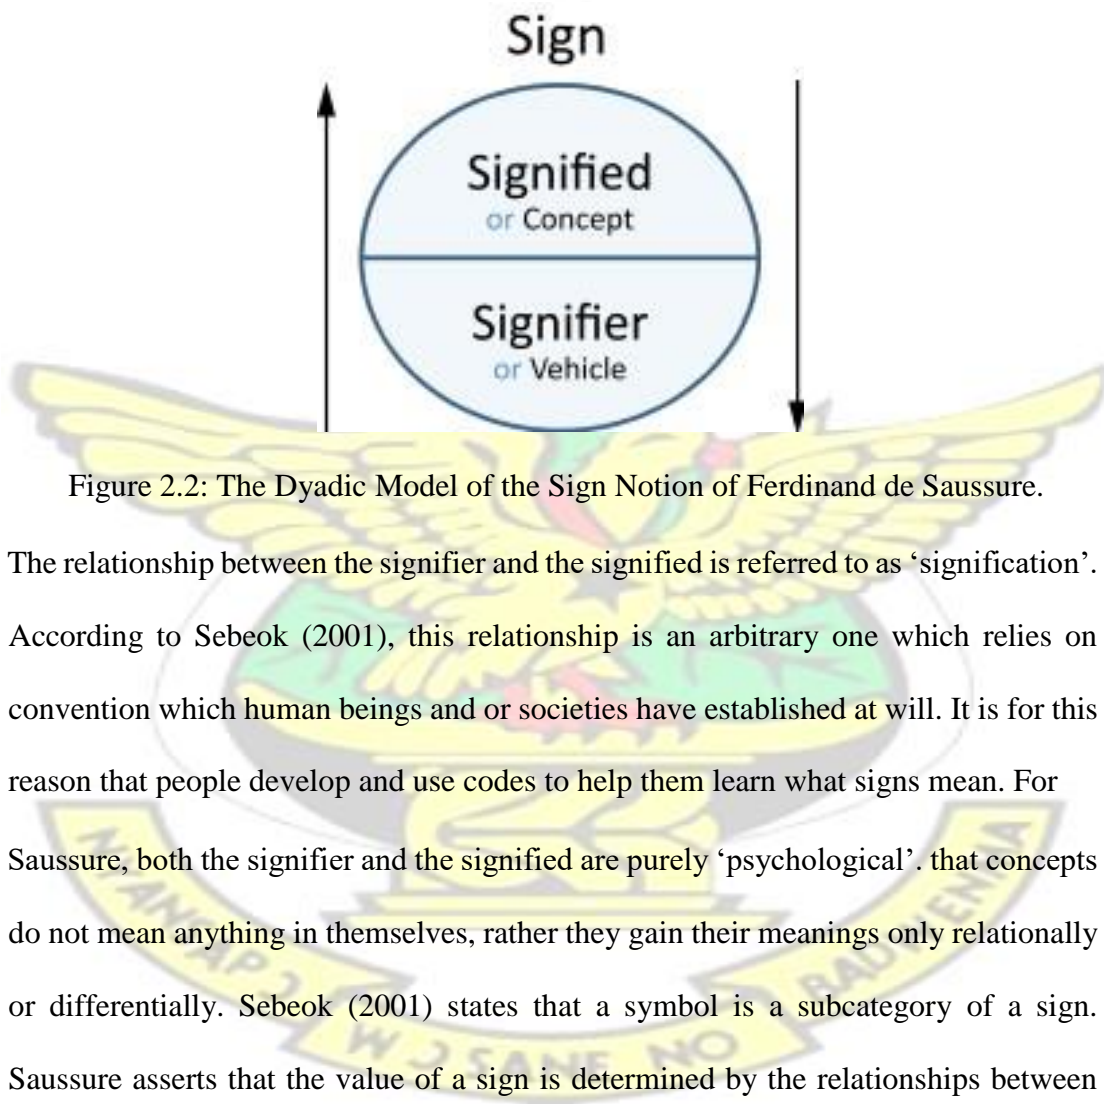 Sign
Signified
or Concept
Signifier
or Vehicle
Figure 2.2: The Dyadic Model of the Sign Notion of Ferdinand de Saussure.
The relationship between the signifier and the signified is referred to as ‘signification’.
According to Sebeok (2001), this relationship is an arbitrary one which relies on
convention which human beings and or societies have established at will. It is for this
reason that people develop and use codes to help them learn what signs mean. For
Saussure, both the signifier and the signified are purely ‘psychological’. that concepts
do not mean anything in themselves, rather they gain their meanings only relationally
or differentially. Sebeok (2001) states that a symbol is a subcategory of a sign.
Saussure asserts that the value of a sign is determined by the relationships between
NYANSAPƆ WƆSANE NO BADWENMA